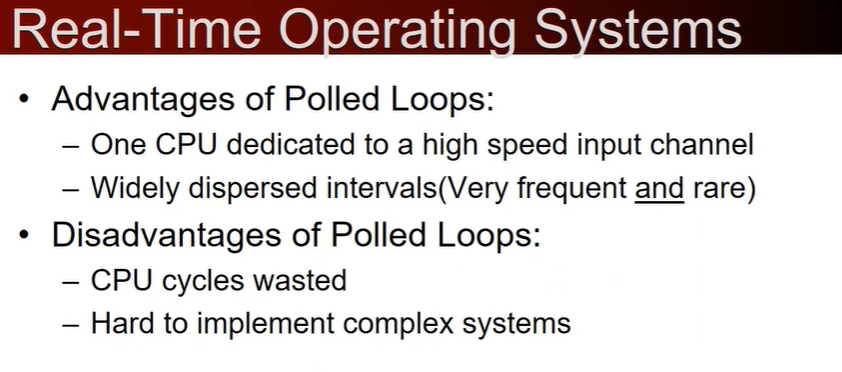 Real-Time Operating Systems
• Advantages of Polled Loops:
– One CPU dedicated to a high speed input channel
– Widely dispersed intervals(Very frequent and rare)
• Disadvantages of Polled Loops:
– CPU cycles wasted
– Hard to implement complex systems